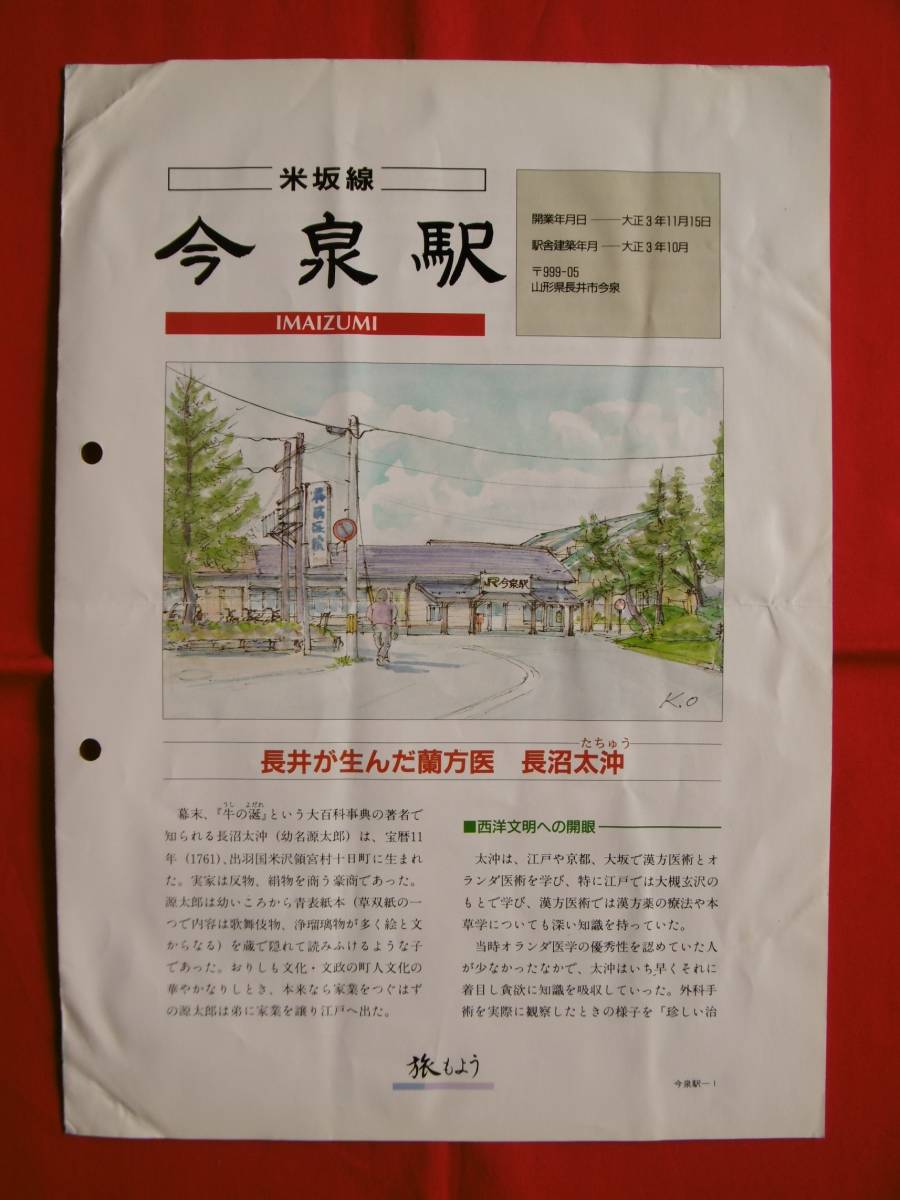 米坂線
今泉駅
IMAIZUMI
開業年月日――大正3年11月15日
駅舎建築年月―大正3年10月
〒999-05
山形県長井市今泉
JR今泉駅
K.O
長井が生んだ蘭方医 長沼太沖
たちゅう
うし よだれ
幕末、『牛の涎』という大百科事典の著者で
知られる長沼太沖（幼名源太郎）は、宝暦11
年（1761）、出羽国米沢領宮村十日町に生まれ
た。実家は反物、絹物を商う豪商であった。
源太郎は幼いころから青表紙本（草双紙の一
つで内容は歌舞伎物、浄瑠璃物が多く絵と文
からなる）を蔵で隠れて読みふけるような子
であった。おりしも文化・文政の町人文化の
華やかなりしとき、本来なら家業をつぐはず
の源太郎は弟に家業を譲り江戸へ出た。
■西洋文明への開眼
太沖は、江戸や京都、大坂で漢方医術とオ
ランダ医術を学び、特に江戸では大槻玄沢の
もとで学び、漢方医術では漢方薬の療法や本
草学についても深い知識を持っていた。
当時オランダ医学の優秀性を認めていた人
が少なかったなかで、太沖はいち早くそれに
着目し貪欲に知識を吸収していった。外科手
術を実際に観察したときの様子を「珍しい治
旅もよう
今泉駅―1